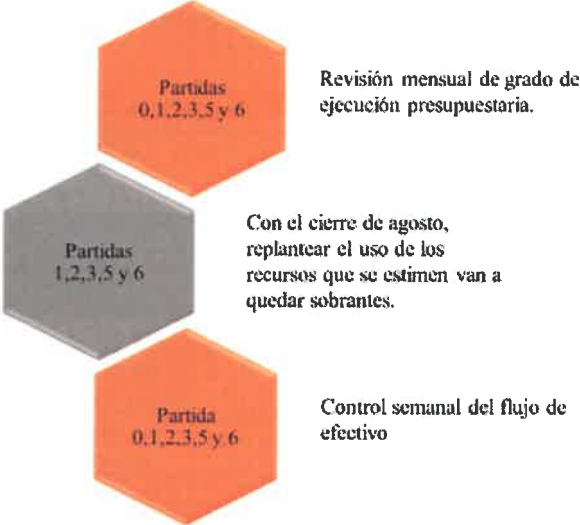 Partidas
0,1,2,3,5 y 6
Revisión mensual de grado de
ejecución presupuestaria.
Partidas
1,2,3,5 y 6
Con el cierre de agosto,
replantear el uso de los
recursos que se estimen van a
quedar sobrantes.
Partida
0,1,2,3,5 y 6
Control semanal del flujo de
efectivo